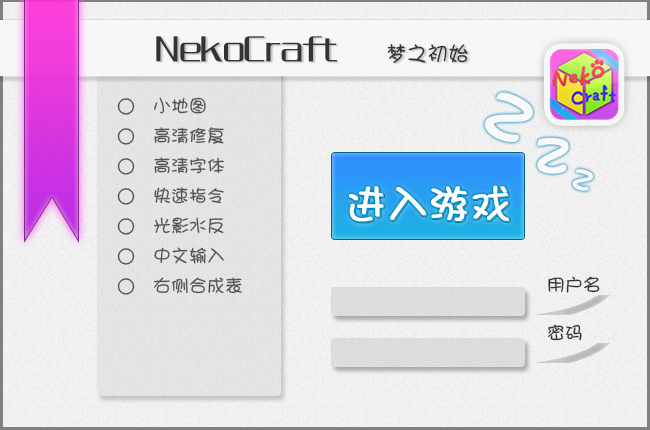 NekoCraft 梦之初始
Neko
Craft
小地图
高清修复
高清字体
快速指令
光影水反
中文输入
右侧合成表
进入游戏
用户名
密码